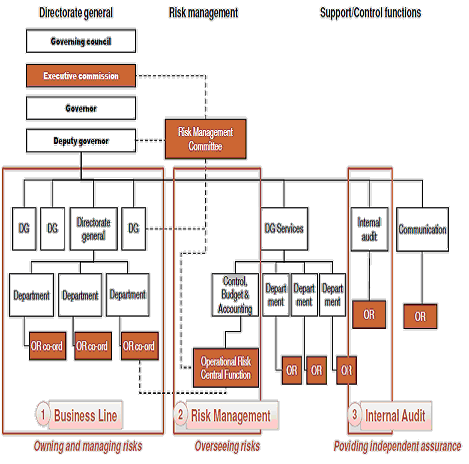 Directorate general Risk management Support/Control functions
Governing council
Executive commission
Governor
Deputy governor
Risk Management
Committee
DG DG Directorate
general DG DG Services Internal
audit Communication
Department Department Department
Control,
Budget &
Accounting
Depart
ment Depart
ment Depart
ment
OR OR
OR co-ord OR co-ord OR co-ord
Operational Risk
Central Function
OR OR OR
1 Business Line 2 Risk Management 3 Internal Audit
Owning and managing risks Overseeing risks Poviding independent assurance